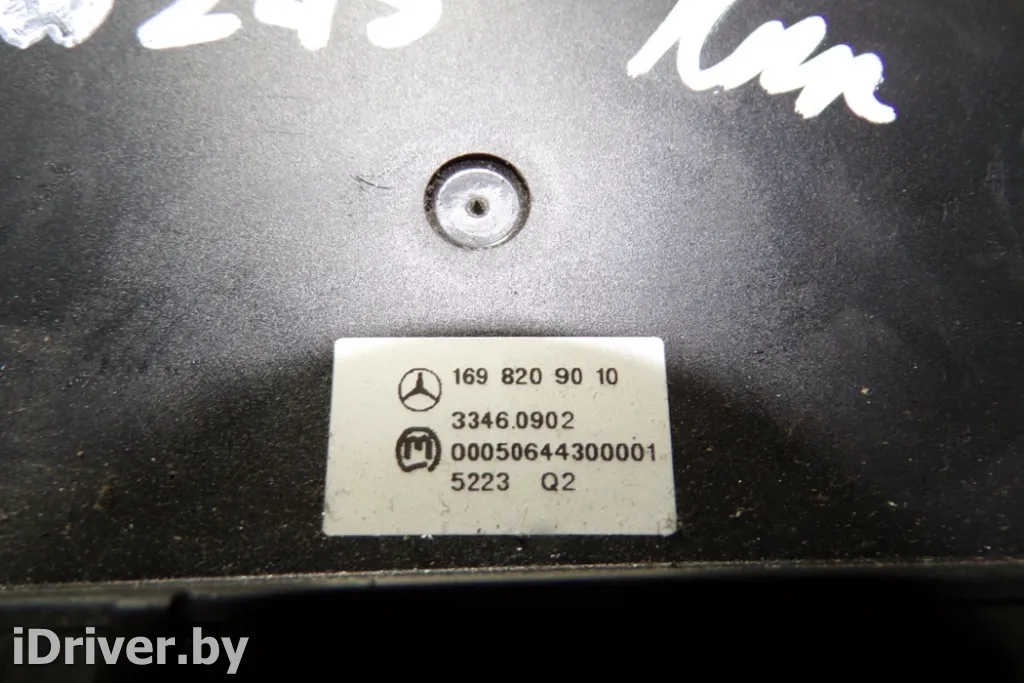 169 820 90 10
3346.0902
M 00050644300001
5223 Q2
iDriver.by